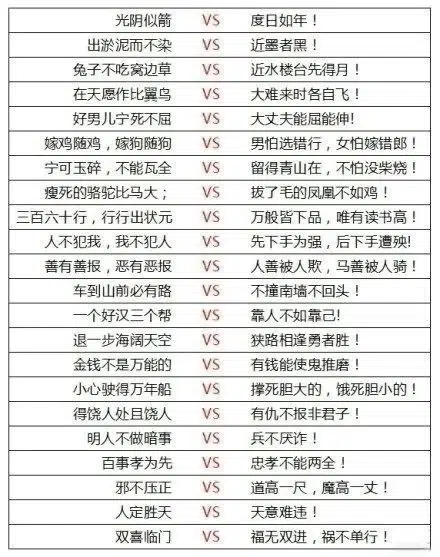 光阴似箭 VS 度日如年！
出淤泥而不染 VS 近墨者黑！
兔子不吃窝边草 VS 近水楼台先得月！
在天愿作比翼鸟 VS 大难来时各自飞！
好男儿宁死不屈 VS 大丈夫能屈能伸!
嫁鸡随鸡，嫁狗随狗 VS 男怕选错行，女怕嫁错郎！
宁可玉碎，不能瓦全 VS 留得青山在，不怕没柴烧！
瘦死的骆驼比马大； VS 拔了毛的凤凰不如鸡！
三百六十行，行行出状元 VS 万般皆下品，唯有读书高！
人不犯我，我不犯人 VS 先下手为强，后下手遭殃!
善有善报，恶有恶报 VS 人善被人欺，马善被人骑！
车到山前必有路 VS 不撞南墙不回头！
一个好汉三个帮 VS 靠人不如靠己!
退一步海阔天空 VS 狭路相逢勇者胜！
金钱不是万能的 VS 有钱能使鬼推磨！
小心驶得万年船 VS 撑死胆大的，饿死胆小的！
得饶人处且饶人 VS 有仇不报非君子！
明人不做暗事 VS 兵不厌诈！
百事孝为先 VS 忠孝不能两全！
邪不压正 VS 道高一尺，魔高一丈！
人定胜天 VS 天意难违！
双喜临门 VS 福无双进，祸不单行！